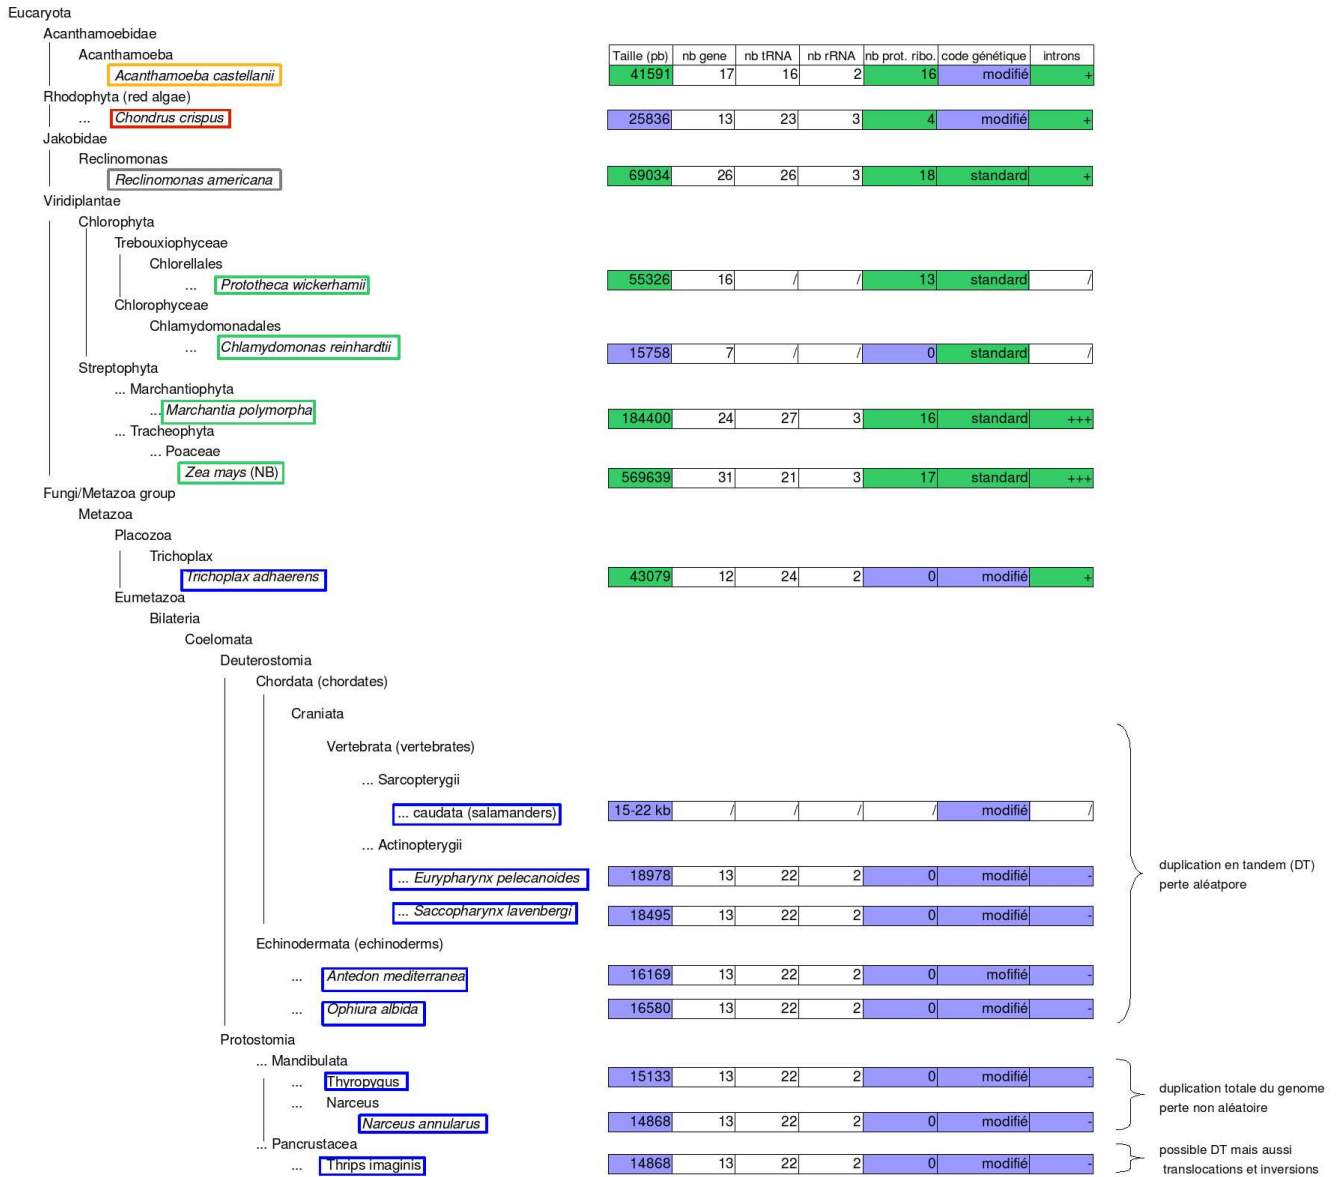 Eucaryota
Acanthamoebidae
Acanthamoeba
Taille (pb) nb gene nb tRNA nb rRNA nb prot. ribo. code génétique introns
Acanthamoeba castellanii 41591 17 16 2 16 modifié +
Rhodophyta (red algae)
... Chondrus crispus 25836 13 23 3 4 modifié +
Jakobidae
Reclinomonas
Reclinomonas americana 69034 26 26 3 18 standard +
Viridiplantae
Chlorophyta
Trebouxiophyceae
Chlorellales
... Prototheca wickerhamii 55326 16 / / 13 standard /
Chlorophyceae
Chlamydomonadales
... Chlamydomonas reinhardtii 15758 7 / / 0 standard /
Streptophyta
... Marchantiophyta
... Marchantia polymorpha 184400 24 27 3 16 standard +++
... Tracheophyta
... Poaceae
Zea mays (NB) 569639 31 21 3 17 standard +++
Fungi/Metazoa group
Metazoa
Placozoa
Trichoplax
Trichoplax adhaerens 43079 12 24 2 0 modifié +
Eumetazoa
Bilateria
Coelomata
Deuterostomia
Chordata (chordates)
Craniata
Vertebrata (vertebrates)
... Sarcopterygii
... caudata (salamanders) 15-22 kb / / / / modifié /
... Actinopterygii
... Eurypharynx pelecanoides 18978 13 22 2 0 modifié -
... Saccopharynx lavenbergi 18495 13 22 2 0 modifié -
duplication en tandem (DT)
perte aléatpore
Echinodermata (echinoderms)
... Antedon mediterranea 16169 13 22 2 0 mofifié -
... Ophiura albida 16580 13 22 2 0 modifié -
Protostomia
... Mandibulata
... Thyropygus 15133 13 22 2 0 modifié -
... Narceus
Narceus annularus 14868 13 22 2 0 modifié -
duplication totale du genome
perte non aléatoire
... Pancrustacea
... Thrips imaginis 14868 13 22 2 0 modifié -
possible DT mais aussi
translocations et inversions